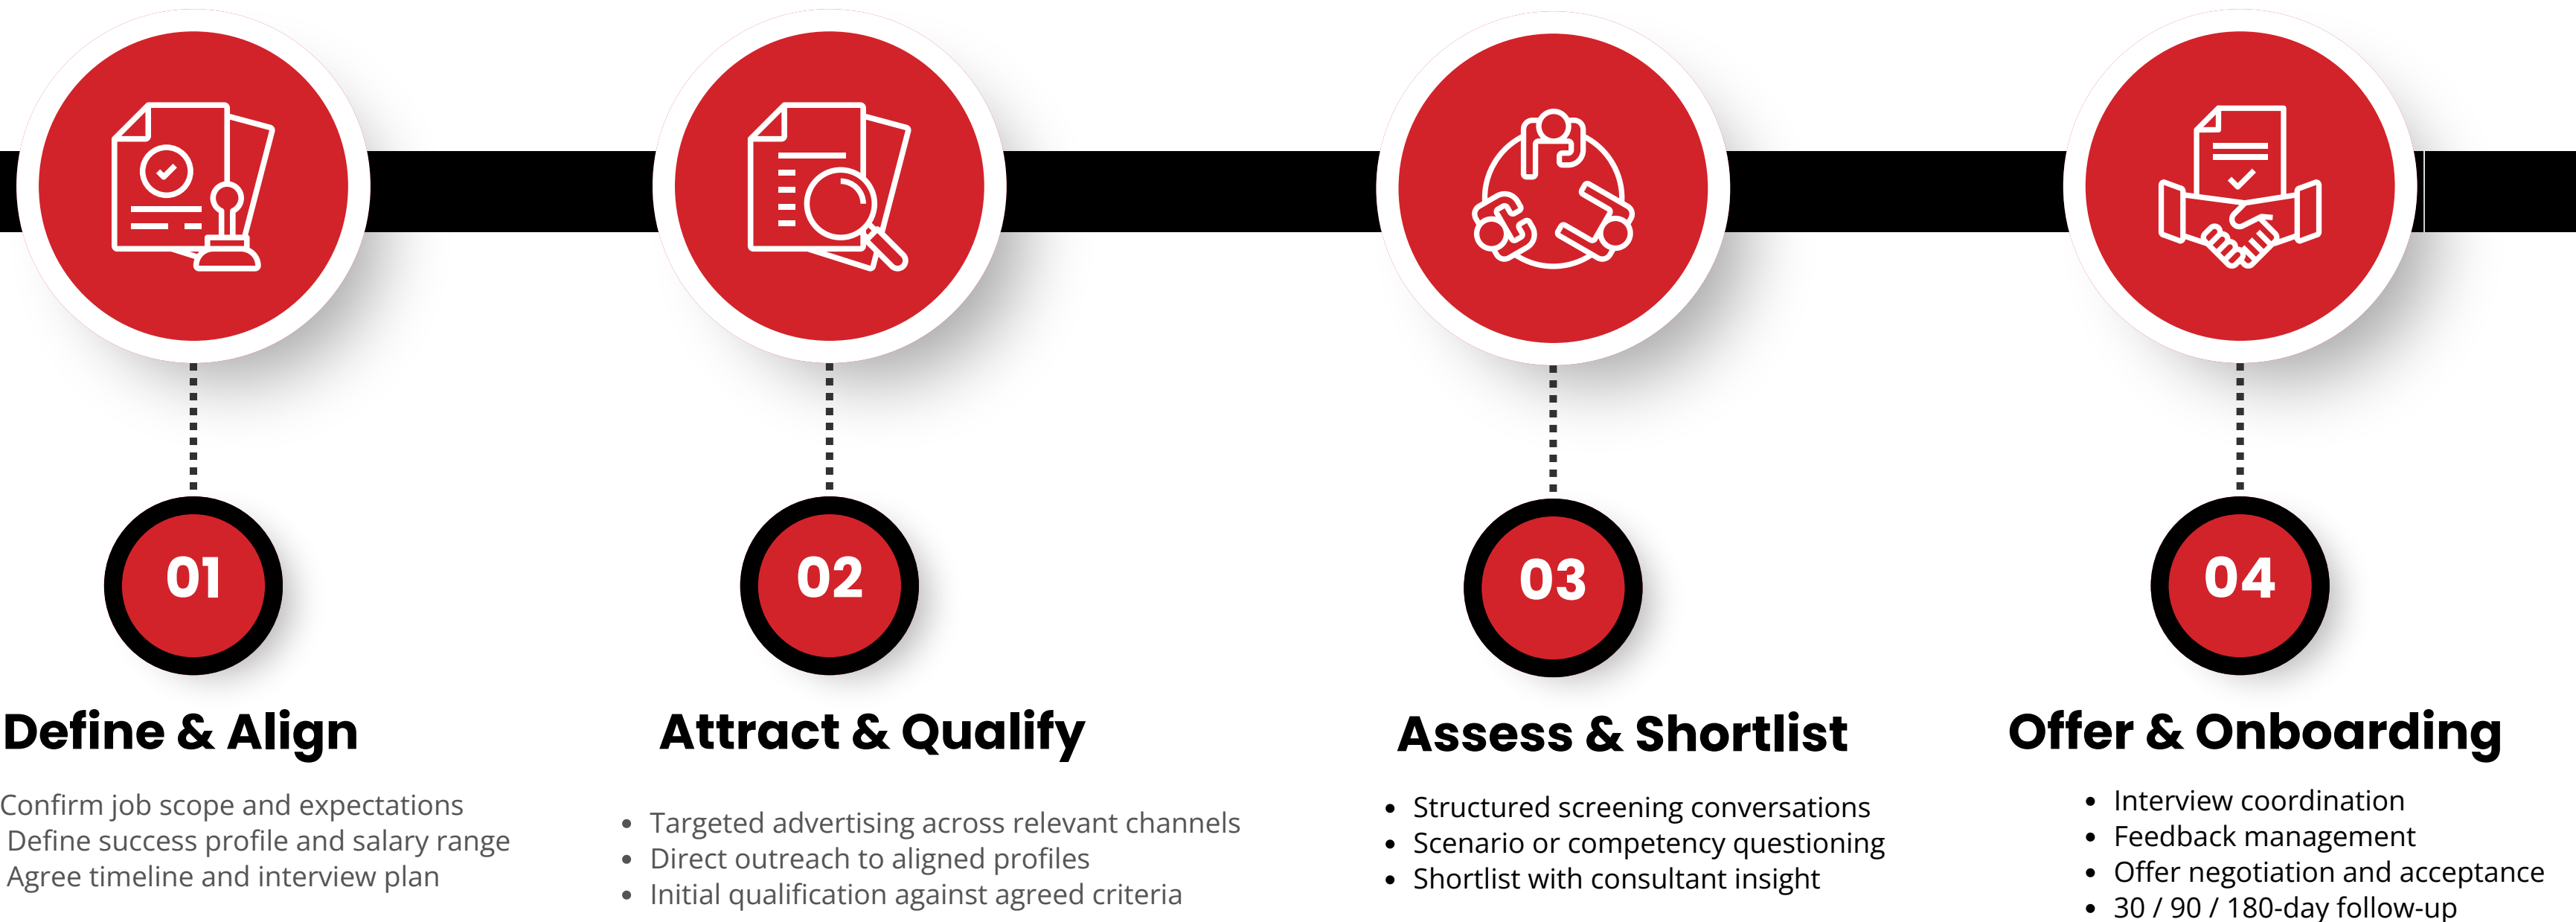 01
Define & Align
Confirm job scope and expectations
Define success profile and salary range
Agree timeline and interview plan
02
Attract & Qualify
• Targeted advertising across relevant channels
• Direct outreach to aligned profiles
• Initial qualification against agreed criteria
03
Assess & Shortlist
• Structured screening conversations
• Scenario or competency questioning
• Shortlist with consultant insight
04
Offer & Onboarding
• Interview coordination
• Feedback management
• Offer negotiation and acceptance
• 30 / 90 / 180-day follow-up